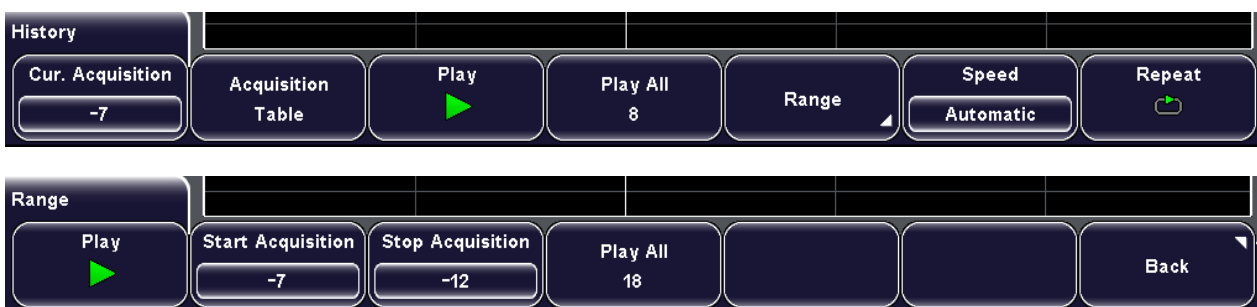 History
Cur. Acquisition
-7
Acquisition
Table
Play
Play All
8
Range
Speed
Automatic
Repeat
Range
Play
Start Acquisition
-7
Stop Acquisition
-12
Play All
18
Back